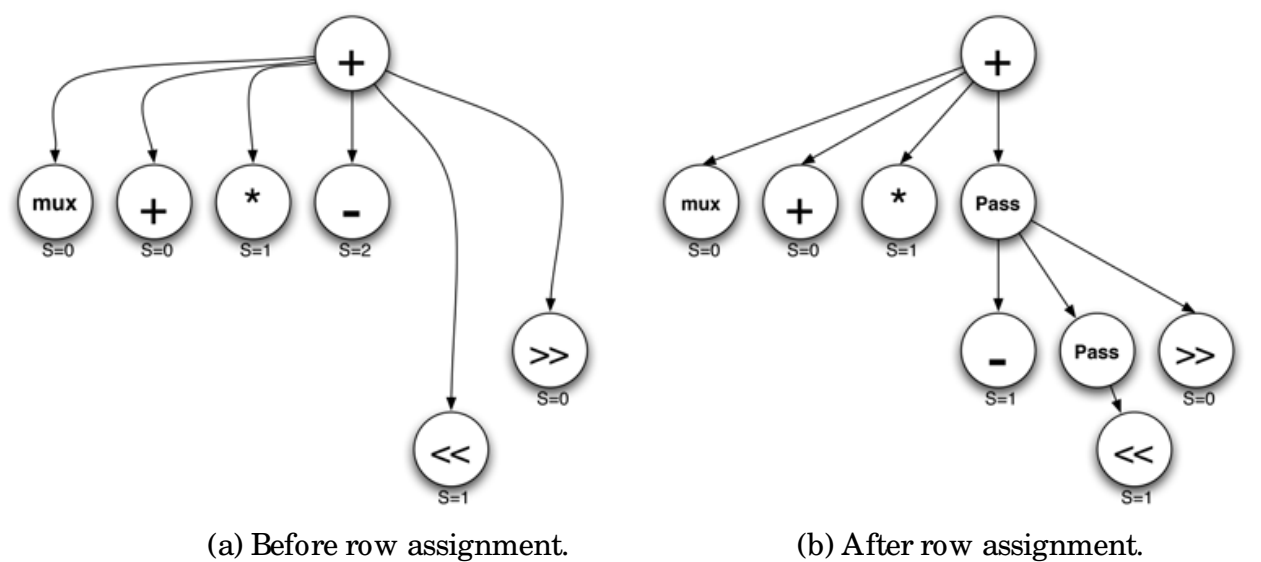 + +
mux + * - mux + * Pass
S=0 S=0 S=1 S=2 S=0 S=0 S=1
>> - Pass >>
S=0 S=1 S=0
<< <<
S=1 S=1
(a) Before row assignment. (b) After row assignment.